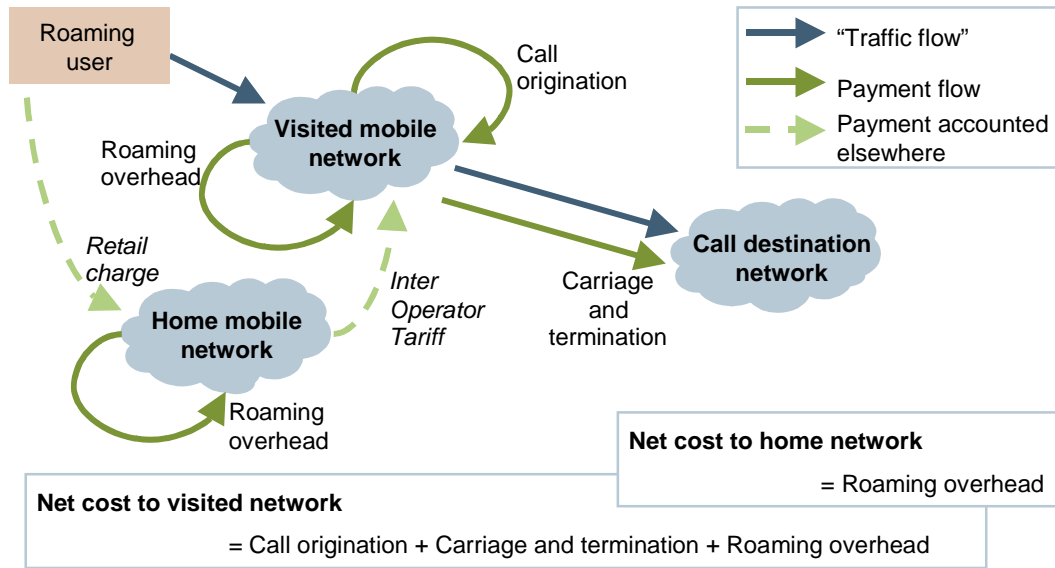 Roaming
user
Call
origination
“Traffic flow”
Payment flow
Payment accounted
elsewhere
Visited mobile
network
Roaming
overhead
Call destination
network
Retail
charge
Inter
Operator
Tariff
Carriage
and
termination
Home mobile
network
Roaming
overhead
Net cost to home network
= Roaming overhead
Net cost to visited network
= Call origination + Carriage and termination + Roaming overhead